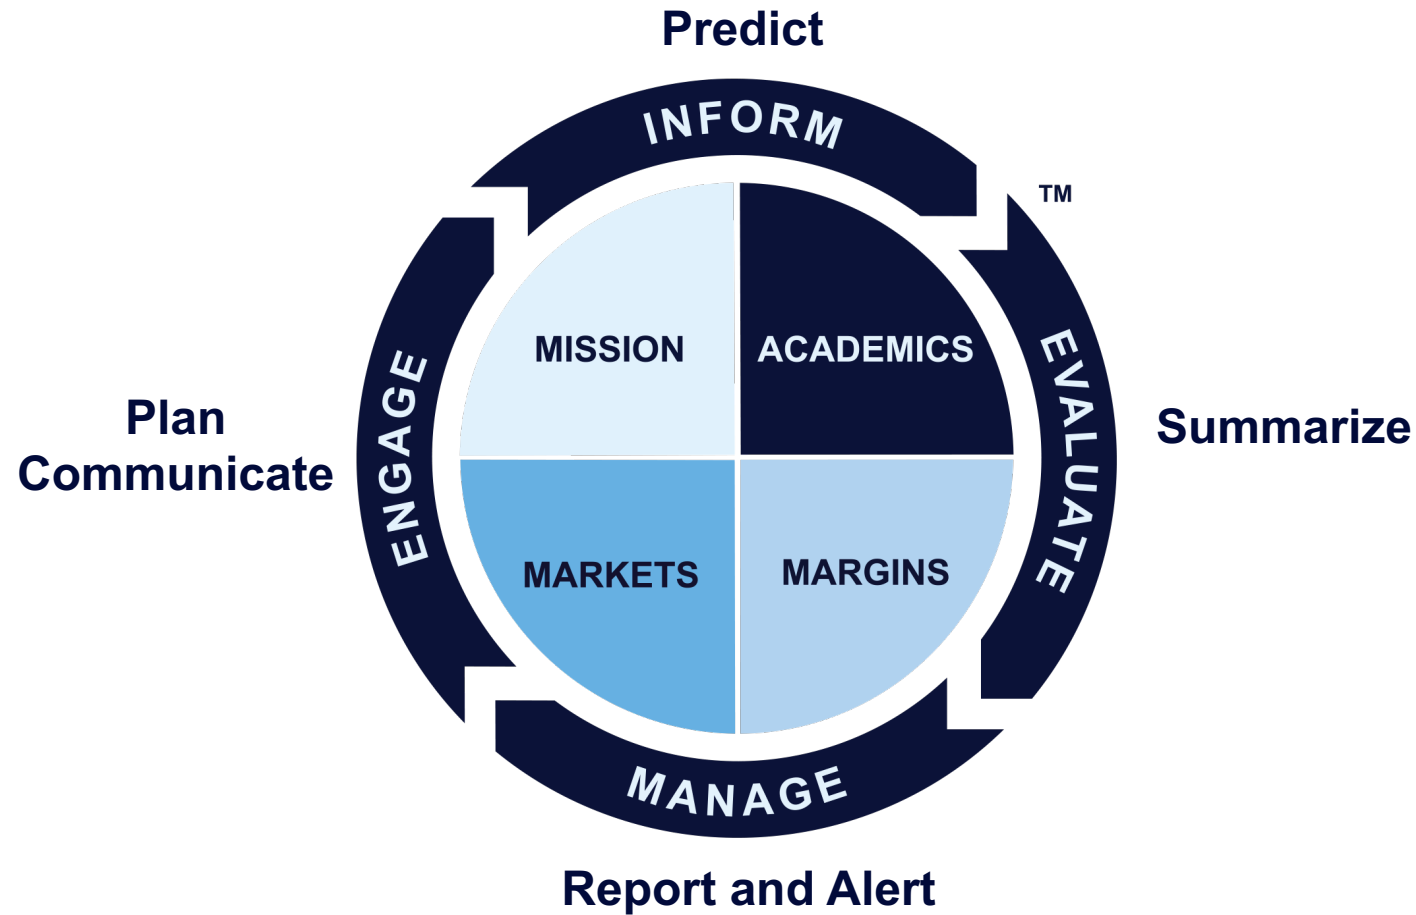 Predict
INFORM
TM
MISSION
ACADEMICS
EVALUATE
Summarize
Plan
Communicate
ENGAGE
MARKETS
MARGINS
MANAGE
Report and Alert